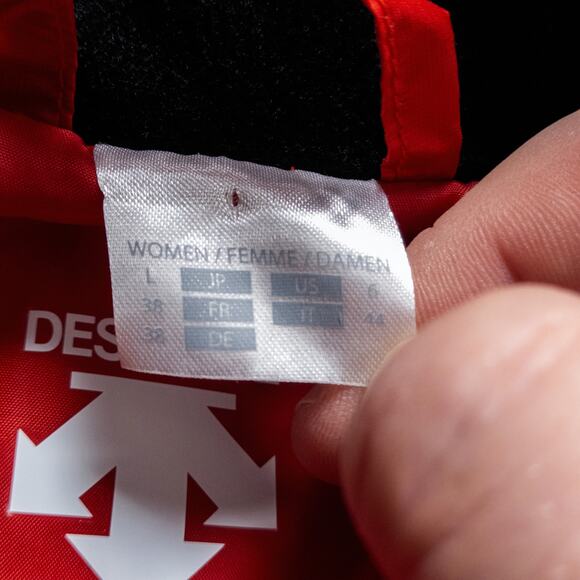 WOMEN / FEMME / DAMEN
L JP US 6
38 FR IT 44
38 DE
DES